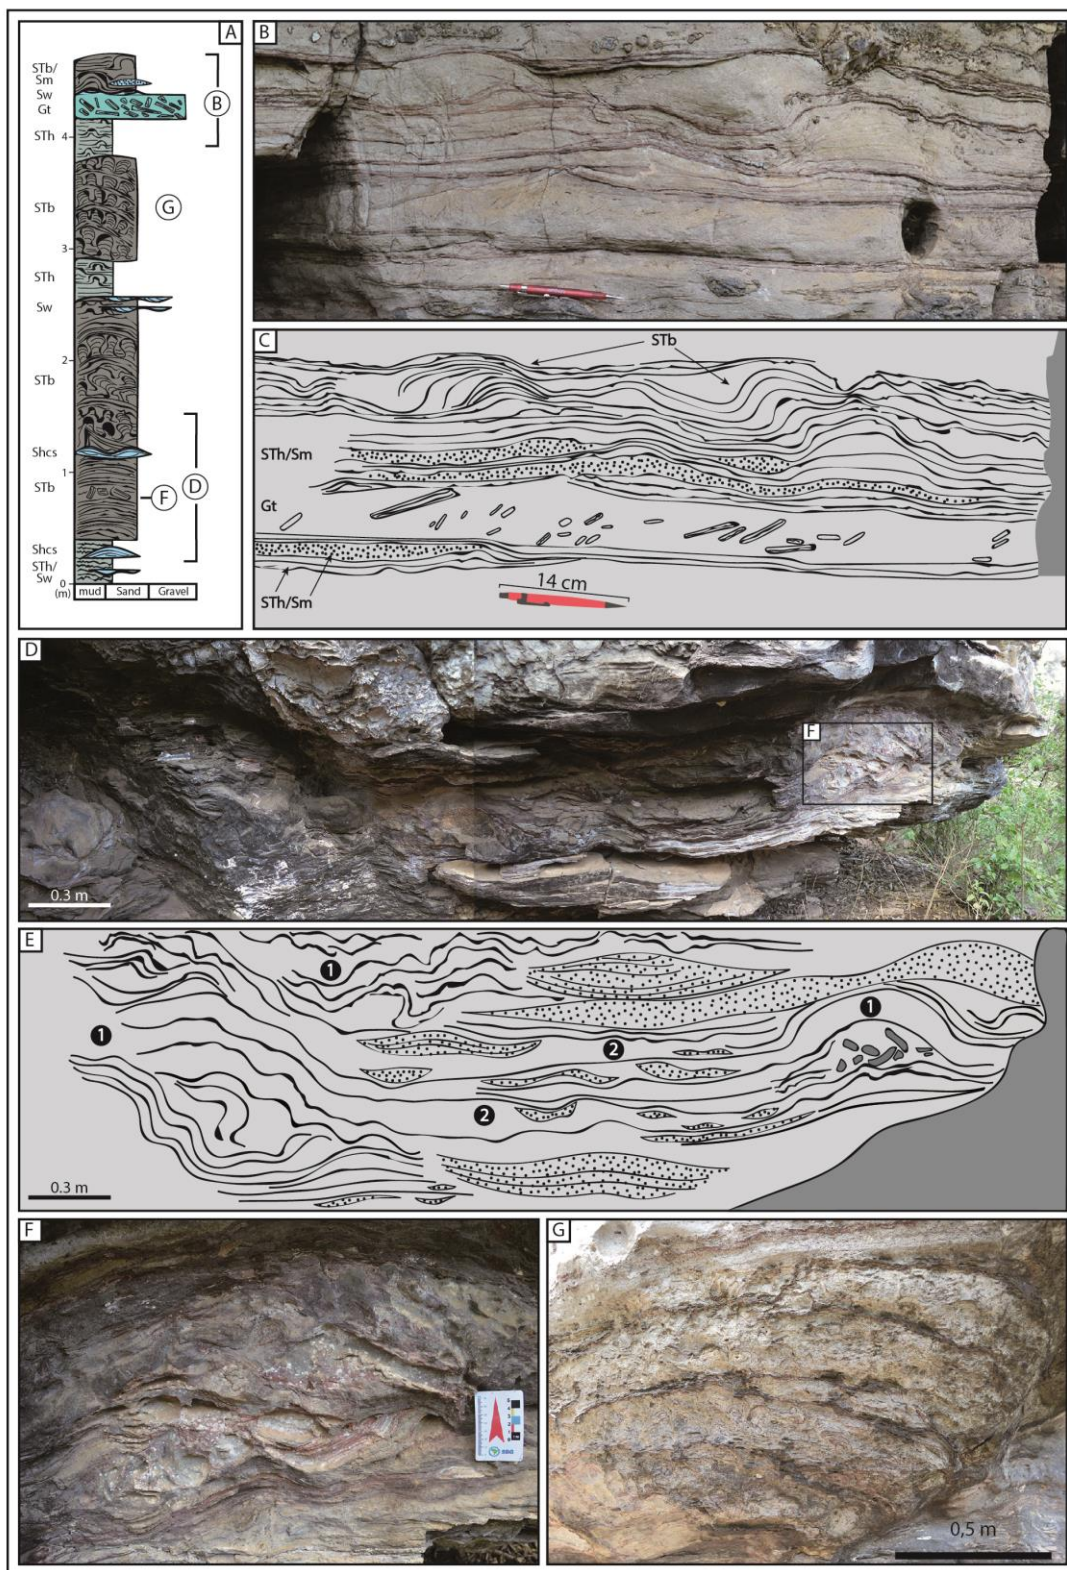 A
STb/
Sm
Sw
Gt
B
STh
4
STb
G
3
STh
Sw
2
STb
Shcs
1
STb
F
D
Shcs
STh/
Sw
0
(m)
mud
Sand
Gravel
B
C
STb
STh/Sm
Gt
STh/Sm
14 cm
D
F
0.3 m
E
1
1
1
2
2
0.3 m
F
G
0,5 m